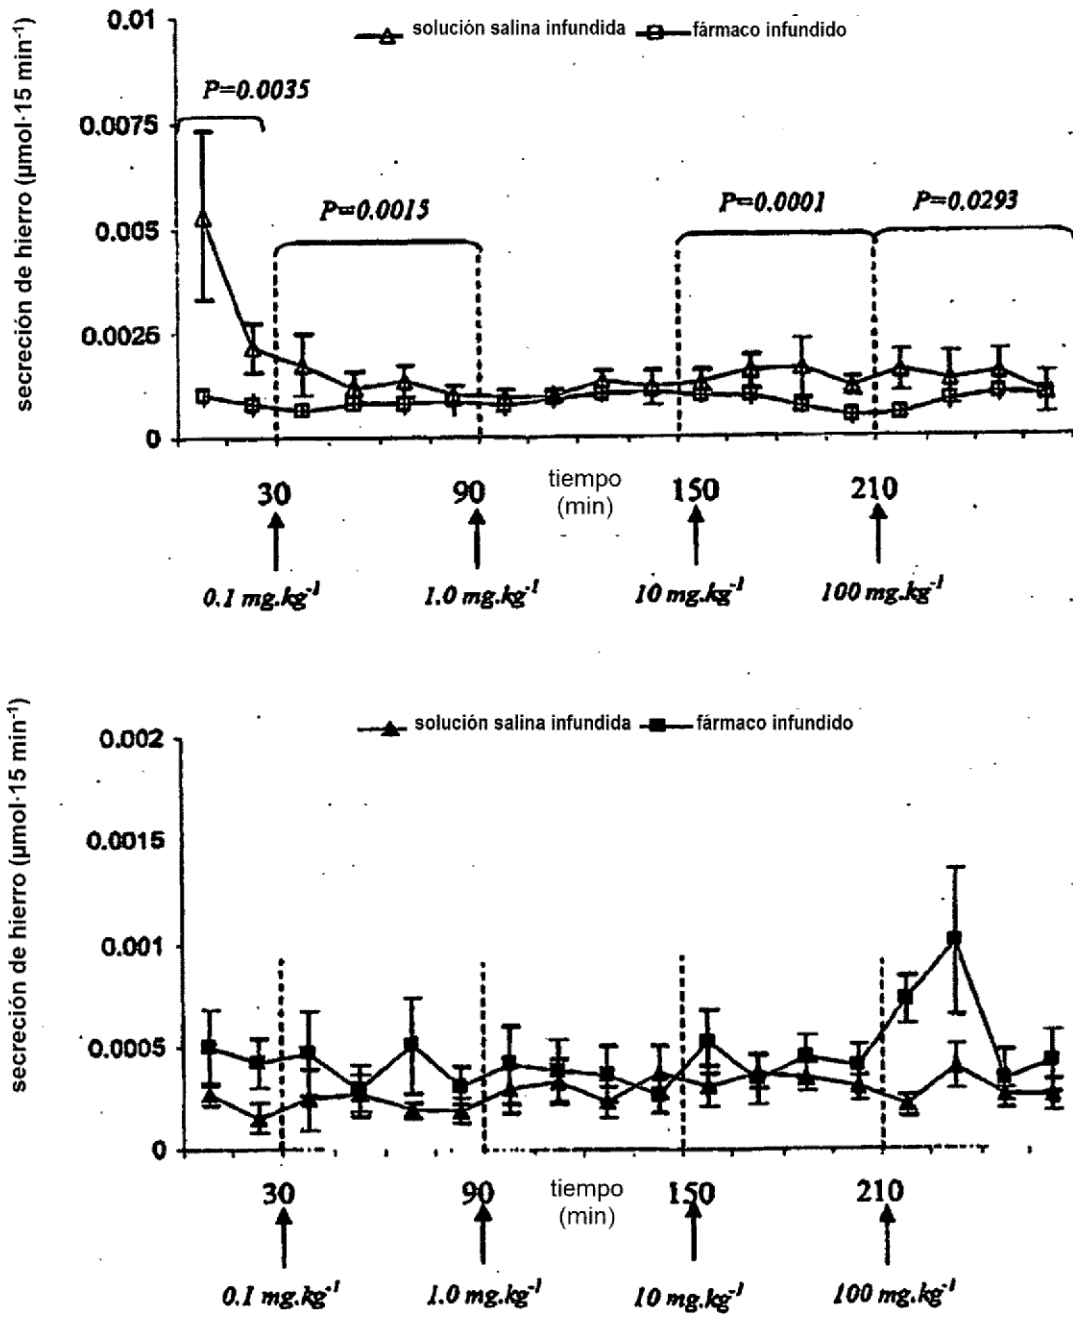 0.01
solución salina infundida
fármaco infundido
P=0.0035
0.0075
P=0.0015
P=0.0001
P=0.0293
0.005
0.0025
0
secreción de hierro (µmol·15 min⁻¹)
30
90
tiempo
(min)
150
210
0.1 mg.kg⁻¹
1.0 mg.kg⁻¹
10 mg.kg⁻¹
100 mg.kg⁻¹
solución salina infundida
fármaco infundido
0.002
0.0015
0.001
0.0005
0
secreción de hierro (µmol·15 min⁻¹)
30
90
tiempo
(min)
150
210
0.1 mg.kg⁻¹
1.0 mg.kg⁻¹
10 mg.kg⁻¹
100 mg.kg⁻¹